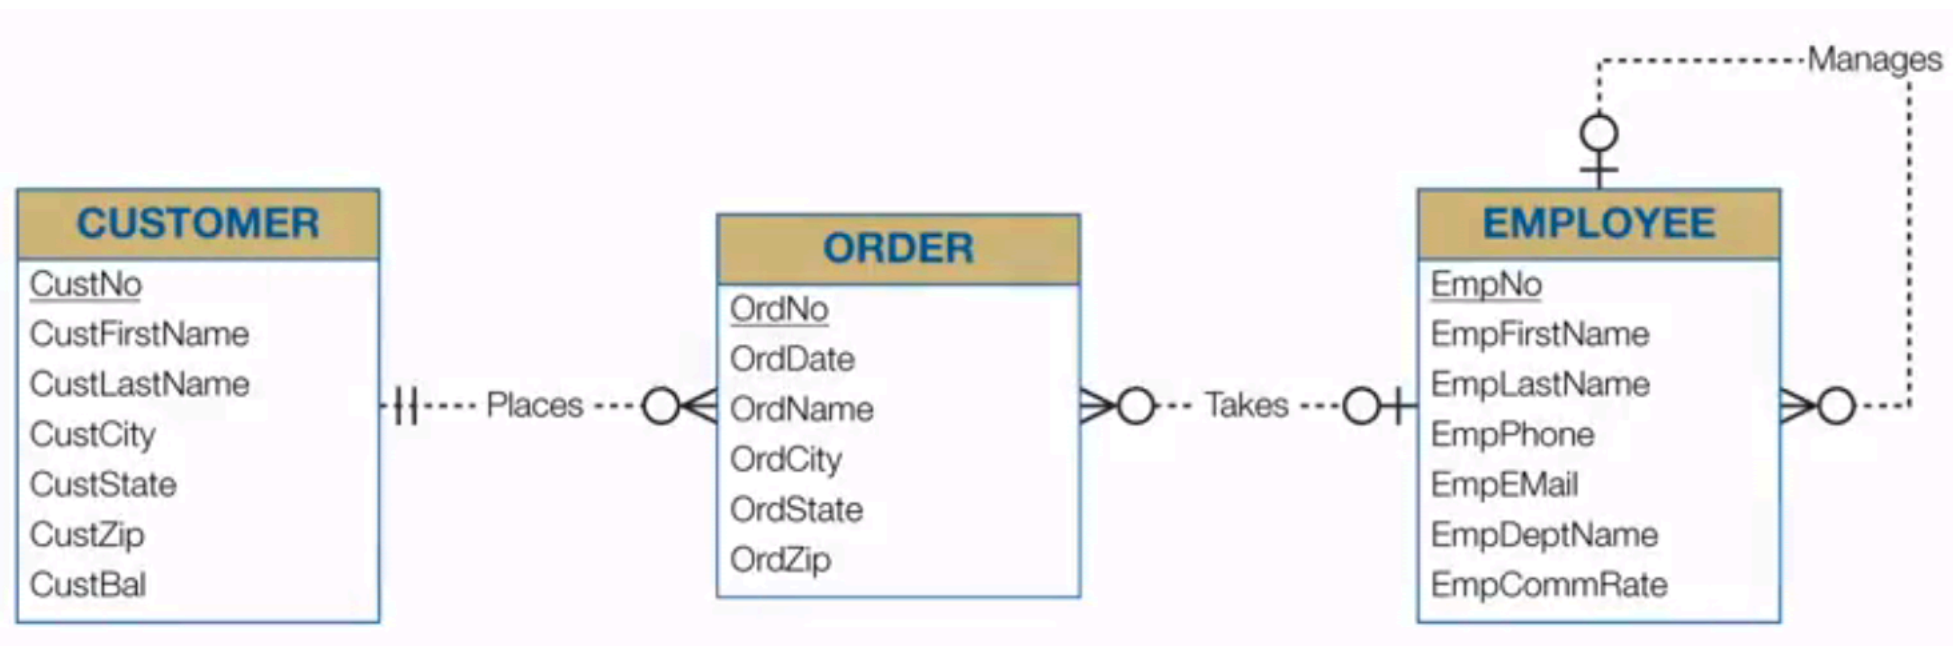 CUSTOMER
CustNo
CustFirstName
CustLastName
CustCity
CustState
CustZip
CustBal
Places
ORDER
OrdNo
OrdDate
OrdName
OrdCity
OrdState
OrdZip
Takes
EMPLOYEE
EmpNo
EmpFirstName
EmpLastName
EmpPhone
EmpEMail
EmpDeptName
EmpCommRate
Manages